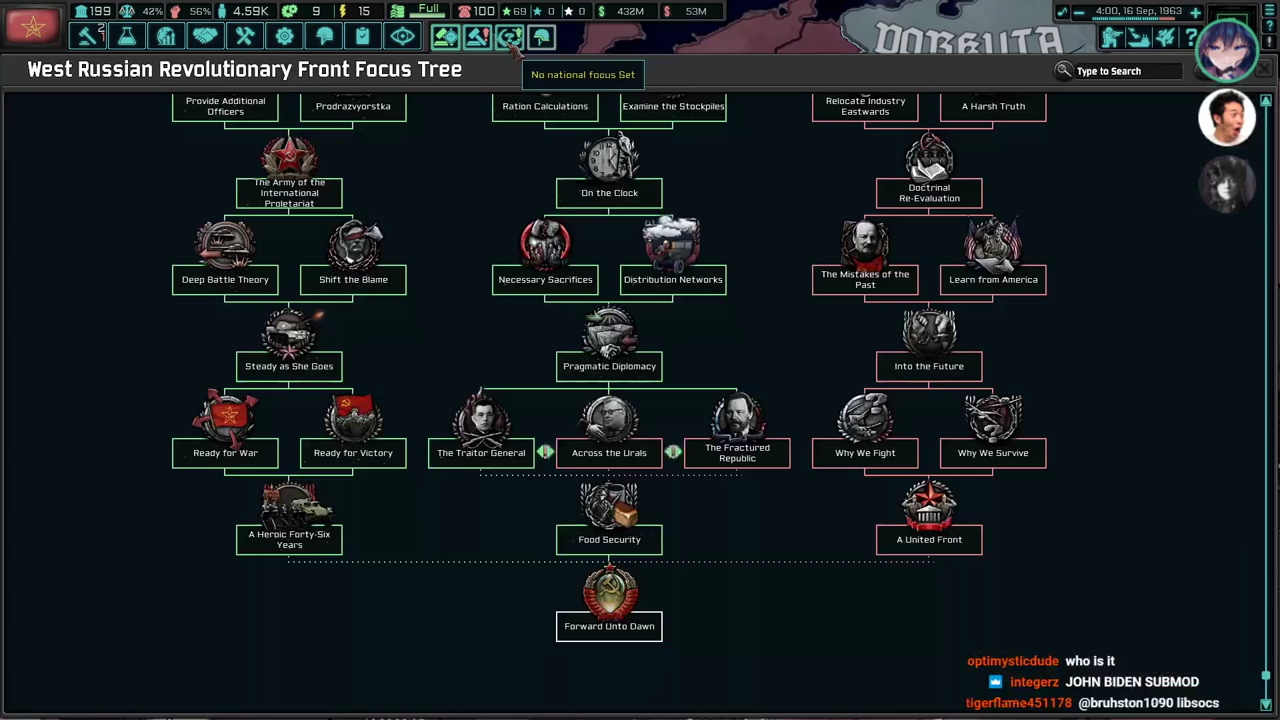 199 42% 56% 4.59K 9 15 Full 100 69 0 0 $ 432M $ 53M 4:00, 16 Sep, 1963
2
No national focus Set
West Russian Revolutionary Front Focus Tree
Type to Search
Provide Additional
Officers
Prodrazvyorstka
Ration Calculations
Examine the Stockpiles
Relocate Industry
Eastwards
A Harsh Truth
The Army of the
International
Proletariat
On the Clock
Doctrinal
Re-Evaluation
Deep Battle Theory
Shift the Blame
Necessary Sacrifices
Distribution Networks
The Mistakes of the
Past
Learn from America
Steady as She Goes
Pragmatic Diplomacy
Into the Future
Ready for War
Ready for Victory
The Traitor General
Across the Urals
The Fractured
Republic
Why We Fight
Why We Survive
A Heroic Forty-Six
Years
Food Security
A United Front
Forward Unto Dawn
optimysticdude who is it
integerz JOHN BIDEN SUBMOD
tigerflame451178 @bruhston1090 libsocs